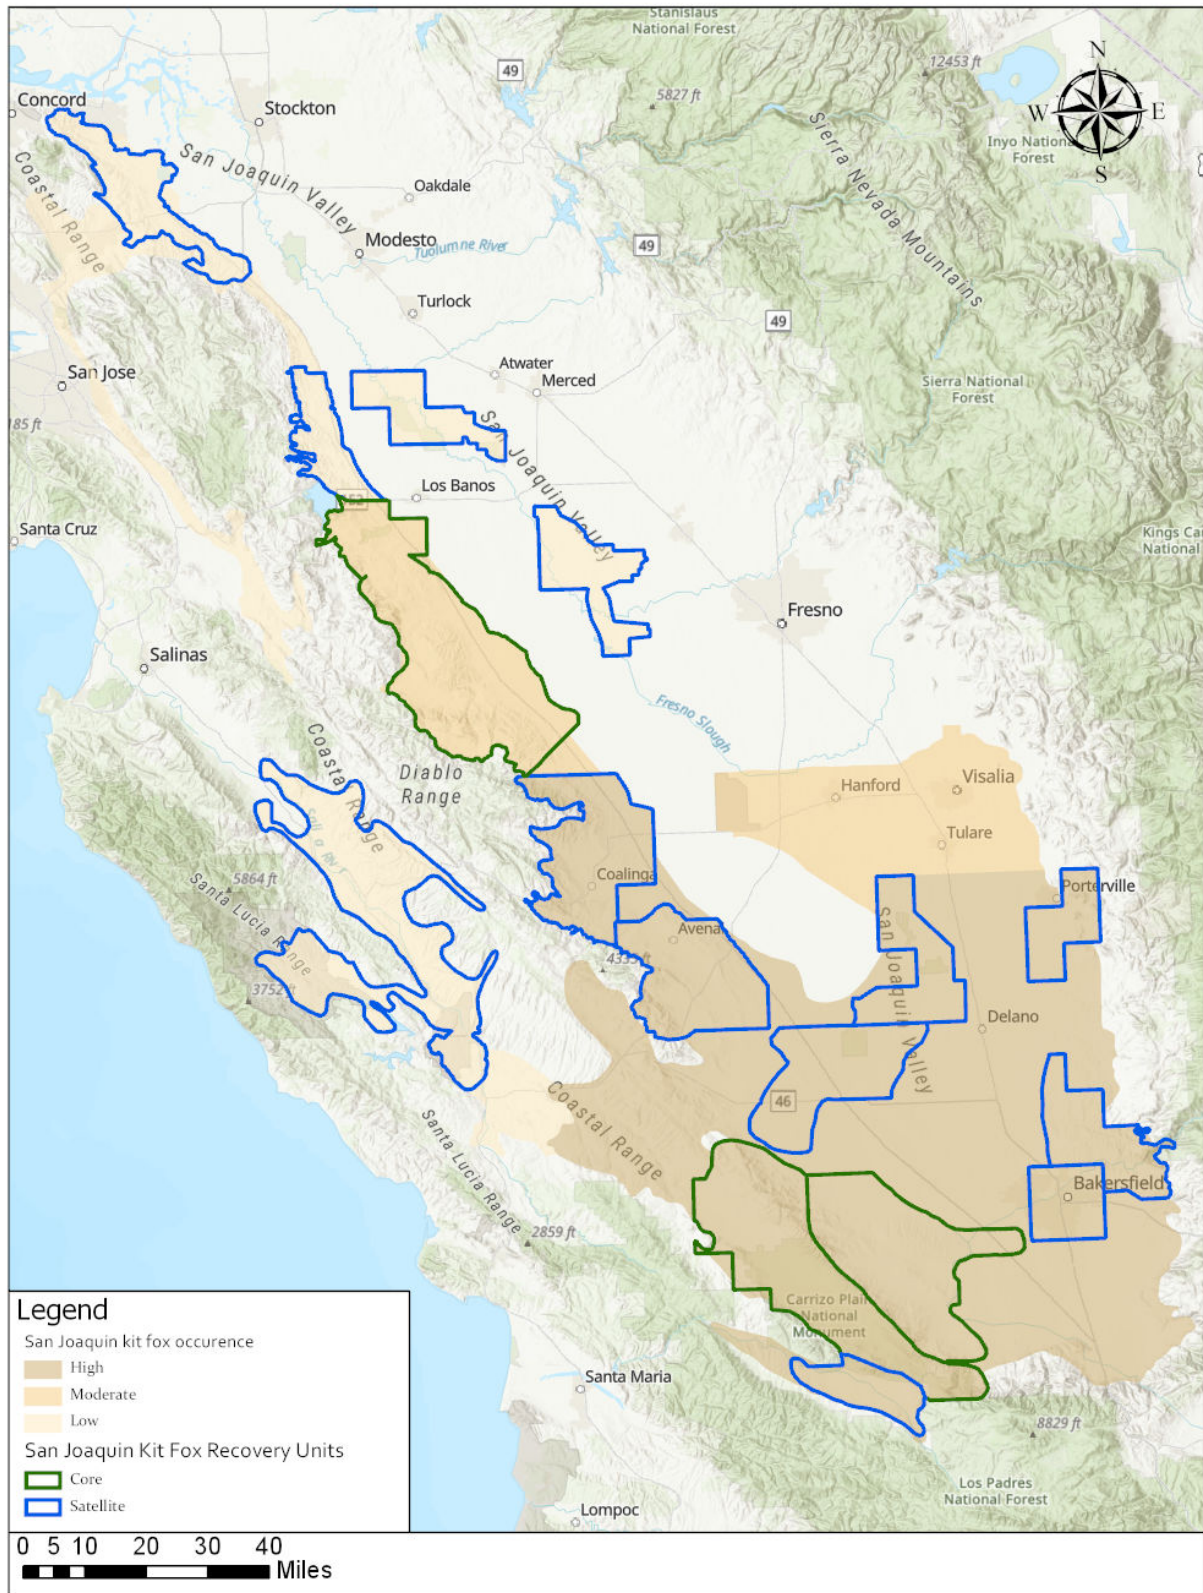 Stanislaus
National Forest
49
12453 ft
5827 ft
N
W
E
S
Concord
Stockton
Inyo National
Forest
Sierra Nevada Mountains
San Joaquin Valley
Coastal Range
Oakdale
Modesto
Tuolumne River
49
Turlock
49
Atwater
Merced
San Jose
Sierra National
Forest
185 ft
San Joaquin Valley
Los Banos
152
Santa Cruz
Kings Ca
National
Fresno
Salinas
Fresno Slough
Coastal Range
Diablo
Range
Hanford
Visalia
Tulare
Coalinga
5864 ft
Santa Lucia Range
Porterville
Avena
San Joaquin Valley
4335 ft
3752 ft
Delano
46
Coastal Range
Santa Lucia Range
Bakersfield
2859 ft
Carrizo Plain
National
Monument
Santa Maria
8829 ft
Los Padres
National Forest
Lompoc
Legend
San Joaquin kit fox occurence
High
Moderate
Low
San Joaquin Kit Fox Recovery Units
Core
Satellite
0 5 10 20 30 40
Miles